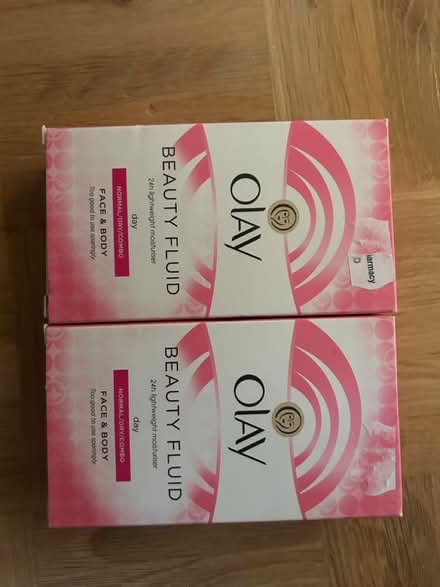 OLAY
BEAUTY FLUID
24h lightweight moisturiser
day
NORMAL/DRY/COMBO
FACE & BODY
Too good to use sparingly
armacy
D
OLAY
BEAUTY FLUID
24h lightweight moisturiser
day
NORMAL/DRY/COMBO
FACE & BODY
Too good to use sparingly